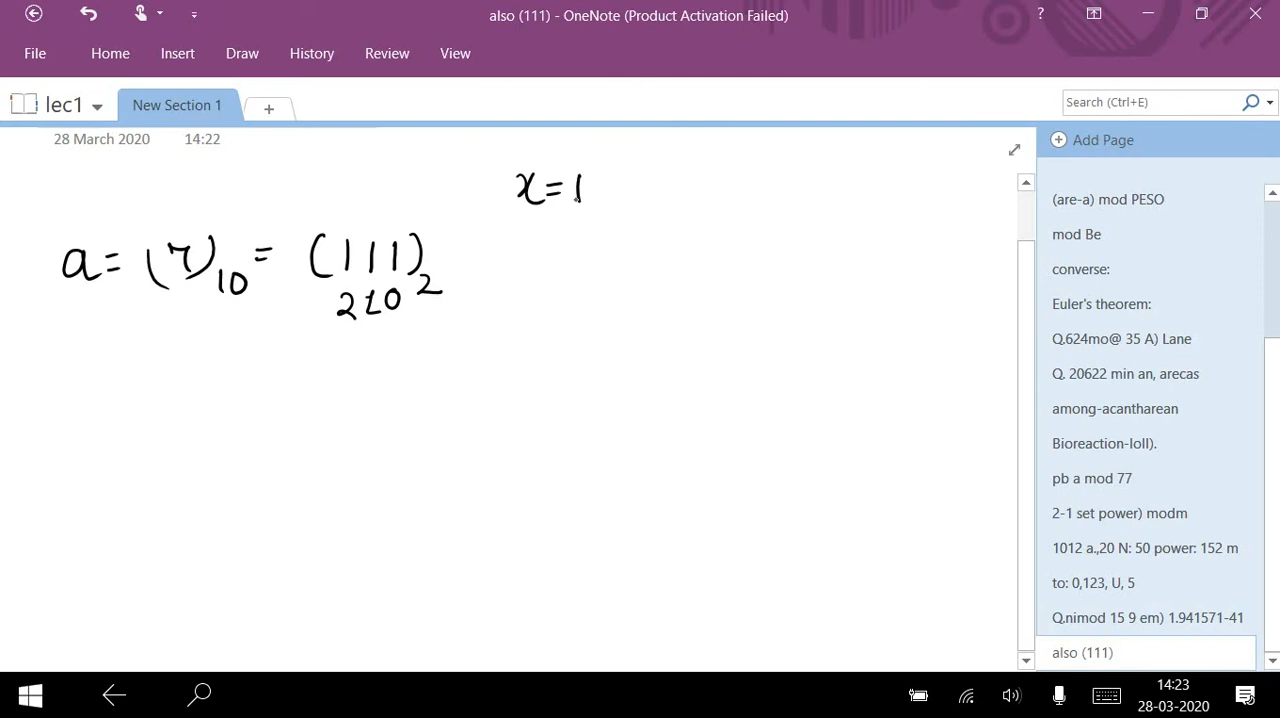 also (111) - OneNote (Product Activation Failed)
?
File Home Insert Draw History Review View
lec1 New Section 1 +
Search (Ctrl+E)
28 March 2020 14:22
x=1
a= (7)10 = (111)2
210
Add Page
(are-a) mod PESO
mod Be
converse:
Euler's theorem:
Q.624mo@ 35 A) Lane
Q. 20622 min an, arecas
among-acantharean
Bioreaction-loll).
pb a mod 77
2-1 set power) modm
1012 a.,20 N: 50 power: 152 m
to: 0,123, U, 5
Q.nimod 15 9 em) 1.941571-41
also (111)
14:23
28-03-2020